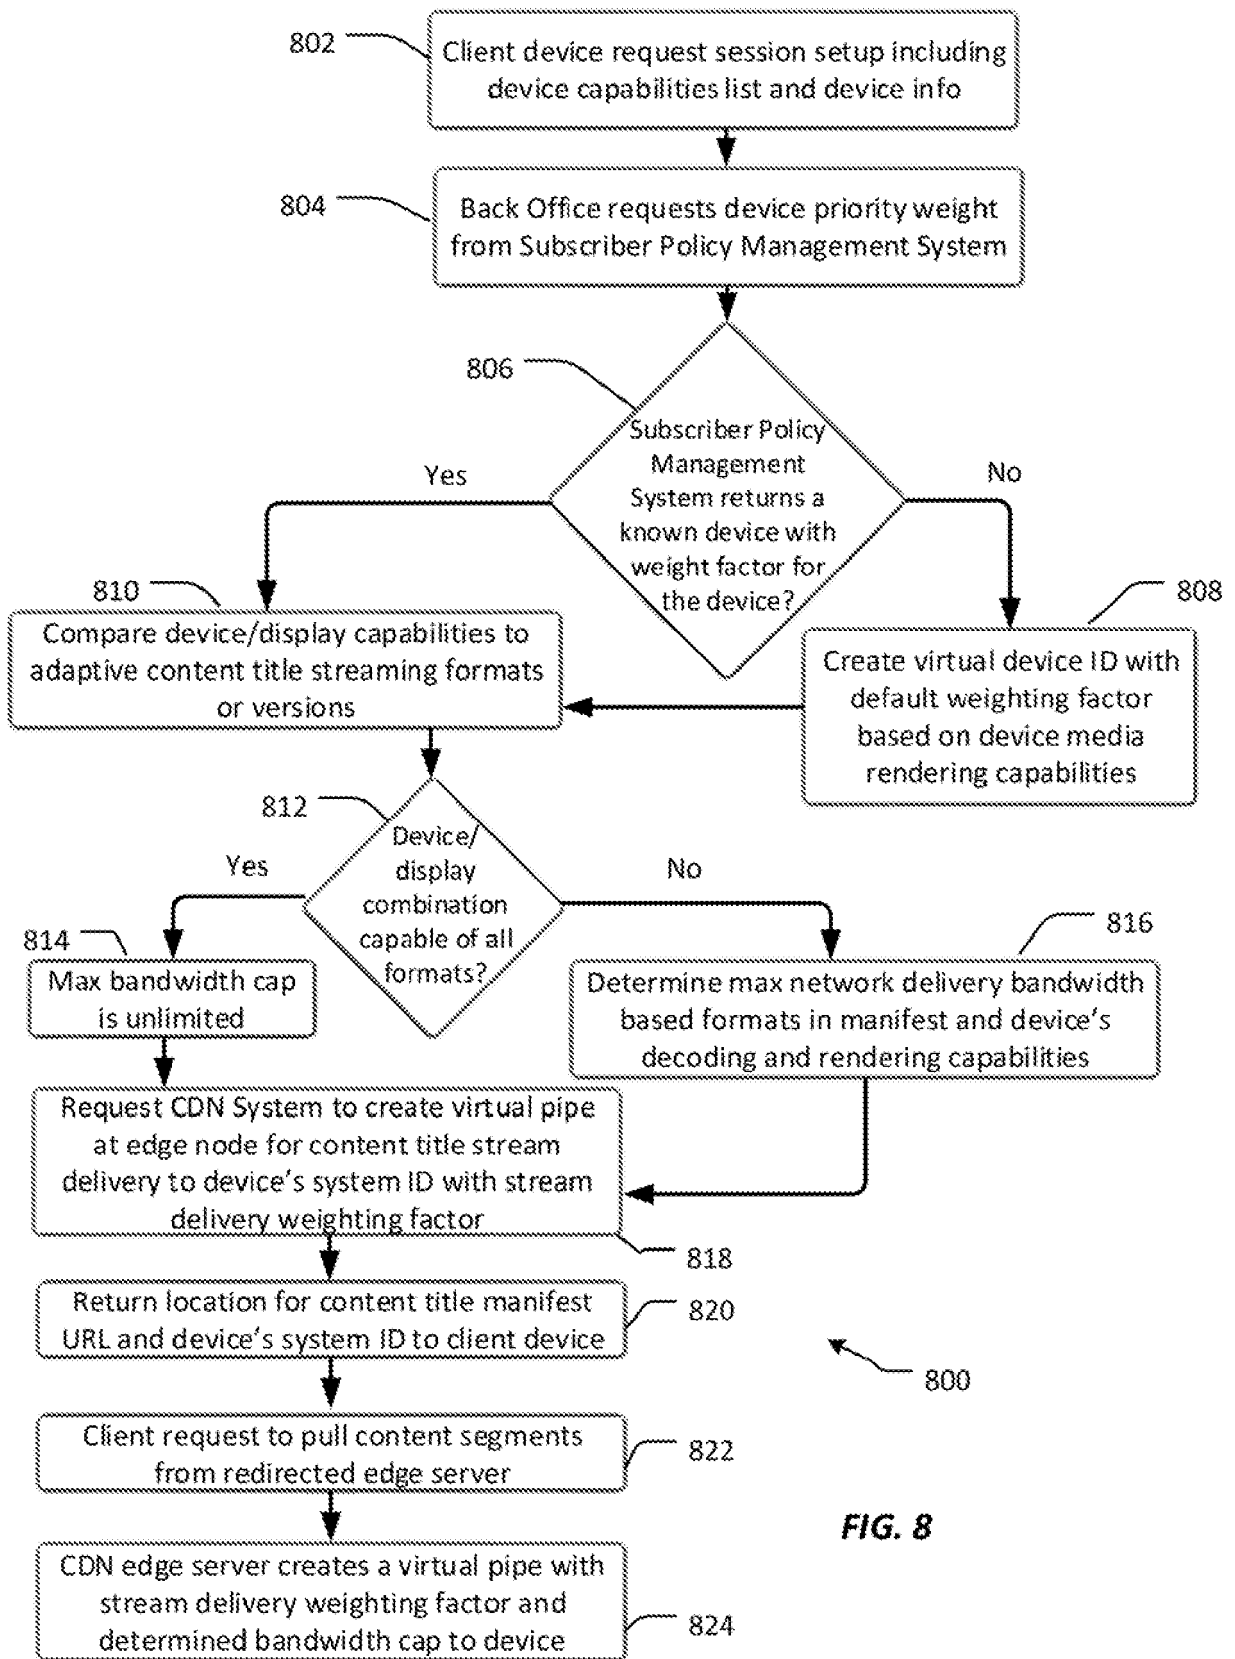 802
Client device request session setup including
device capabilities list and device info
804
Back Office requests device priority weight
from Subscriber Policy Management System
806
Subscriber Policy
Management
System returns a
known device with
weight factor for
the device?
Yes
No
810
Compare device/display capabilities to
adaptive content title streaming formats
or versions
808
Create virtual device ID with
default weighting factor
based on device media
rendering capabilities
812
Device/
display
combination
capable of all
formats?
Yes
No
814
Max bandwidth cap
is unlimited
816
Determine max network delivery bandwidth
based formats in manifest and device's
decoding and rendering capabilities
Request CDN System to create virtual pipe
at edge node for content title stream
delivery to device's system ID with stream
delivery weighting factor
818
Return location for content title manifest
URL and device's system ID to client device
820
800
Client request to pull content segments
from redirected edge server
822
FIG. 8
CDN edge server creates a virtual pipe with
stream delivery weighting factor and
determined bandwidth cap to device
824